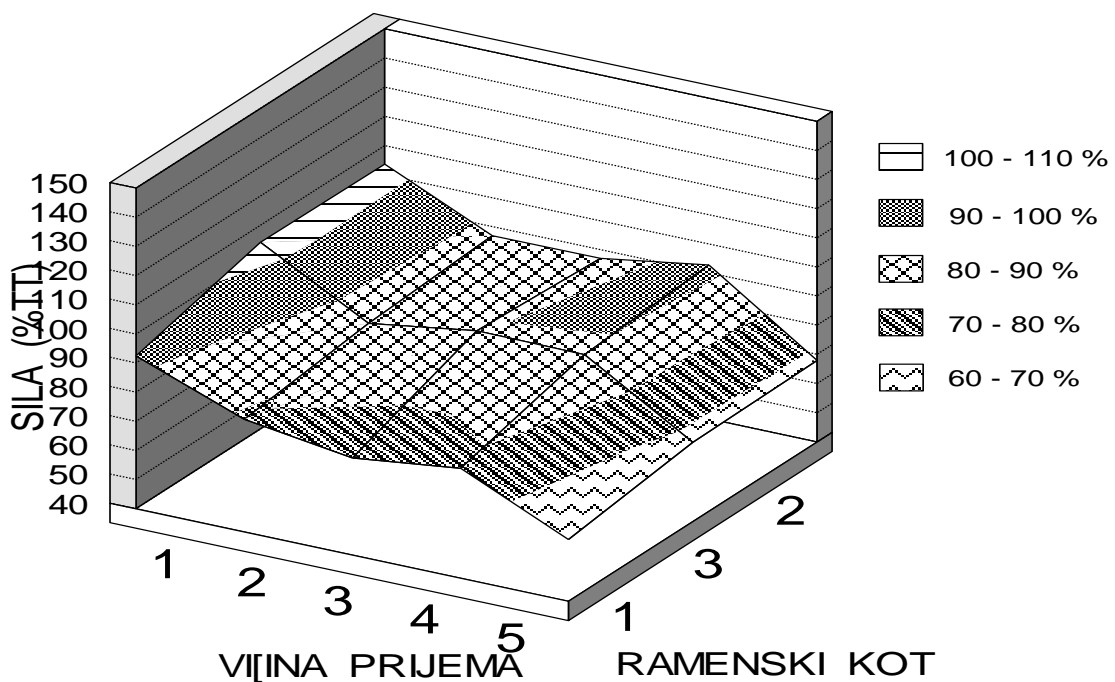 150
140
130
120
110
100
90
80
70
60
50
40
SILA (%TT)
1
2
3
4
5
VI[INA PRIJEMA
1
3
2
RAMENSKI KOT
100 - 110 %
90 - 100 %
80 - 90 %
70 - 80 %
60 - 70 %